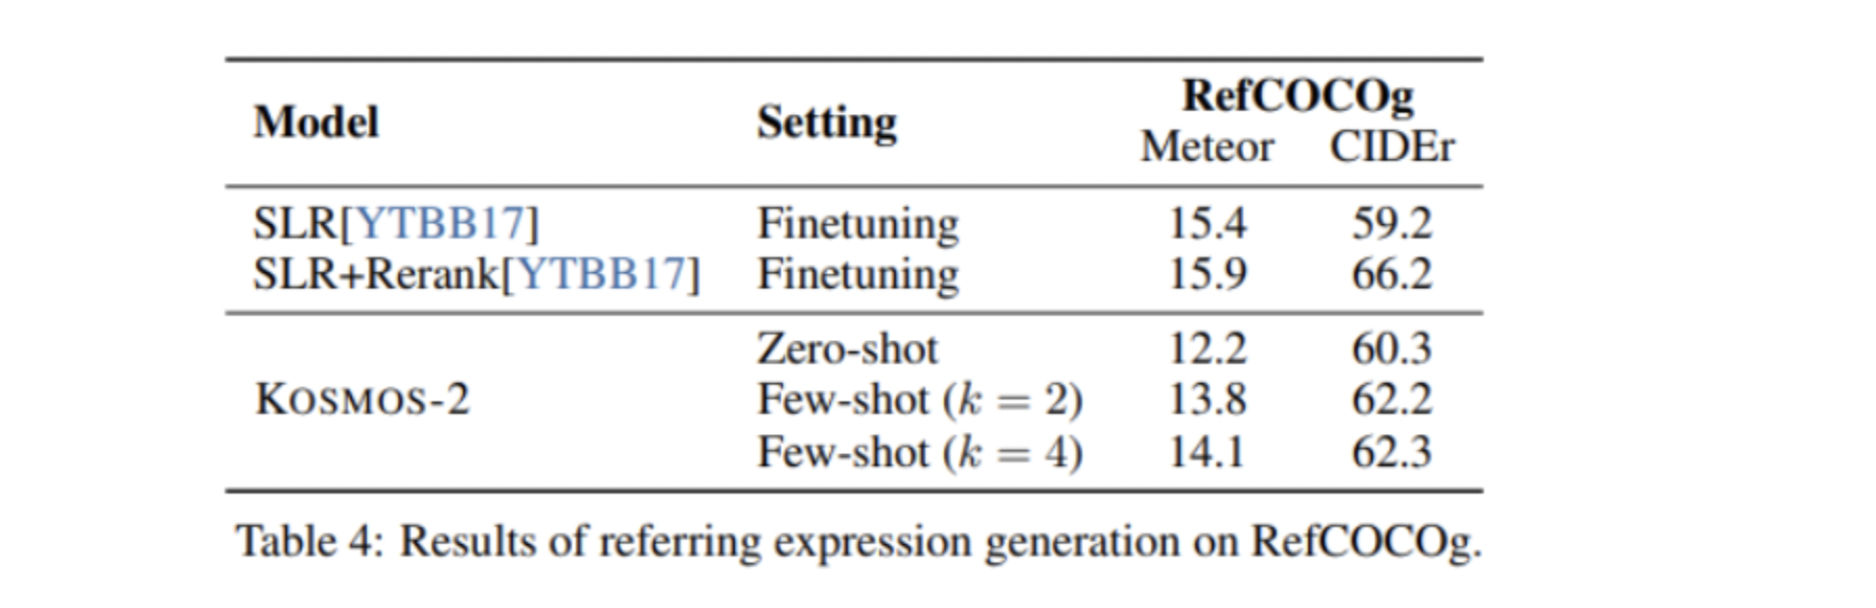 Model Setting RefCOCOg
Meteor CIDEr
SLR[YTBB17] Finetuning 15.4 59.2
SLR+Rerank[YTBB17] Finetuning 15.9 66.2
Zero-shot 12.2 60.3
KOSMOS-2 Few-shot (k = 2) 13.8 62.2
Few-shot (k = 4) 14.1 62.3
Table 4: Results of referring expression generation on RefCOCOg.